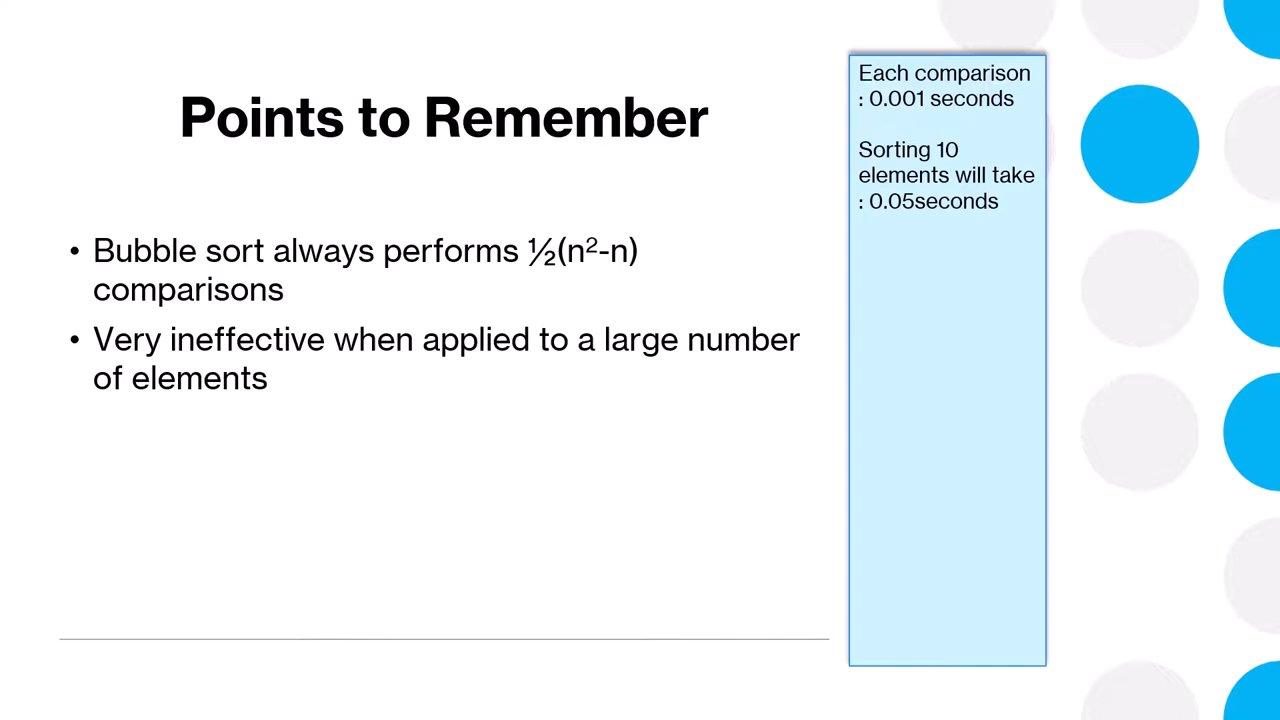 Points to Remember
• Bubble sort always performs ½(n²-n)
comparisons
• Very ineffective when applied to a large number
of elements
Each comparison
: 0.001 seconds
Sorting 10
elements will take
: 0.05seconds